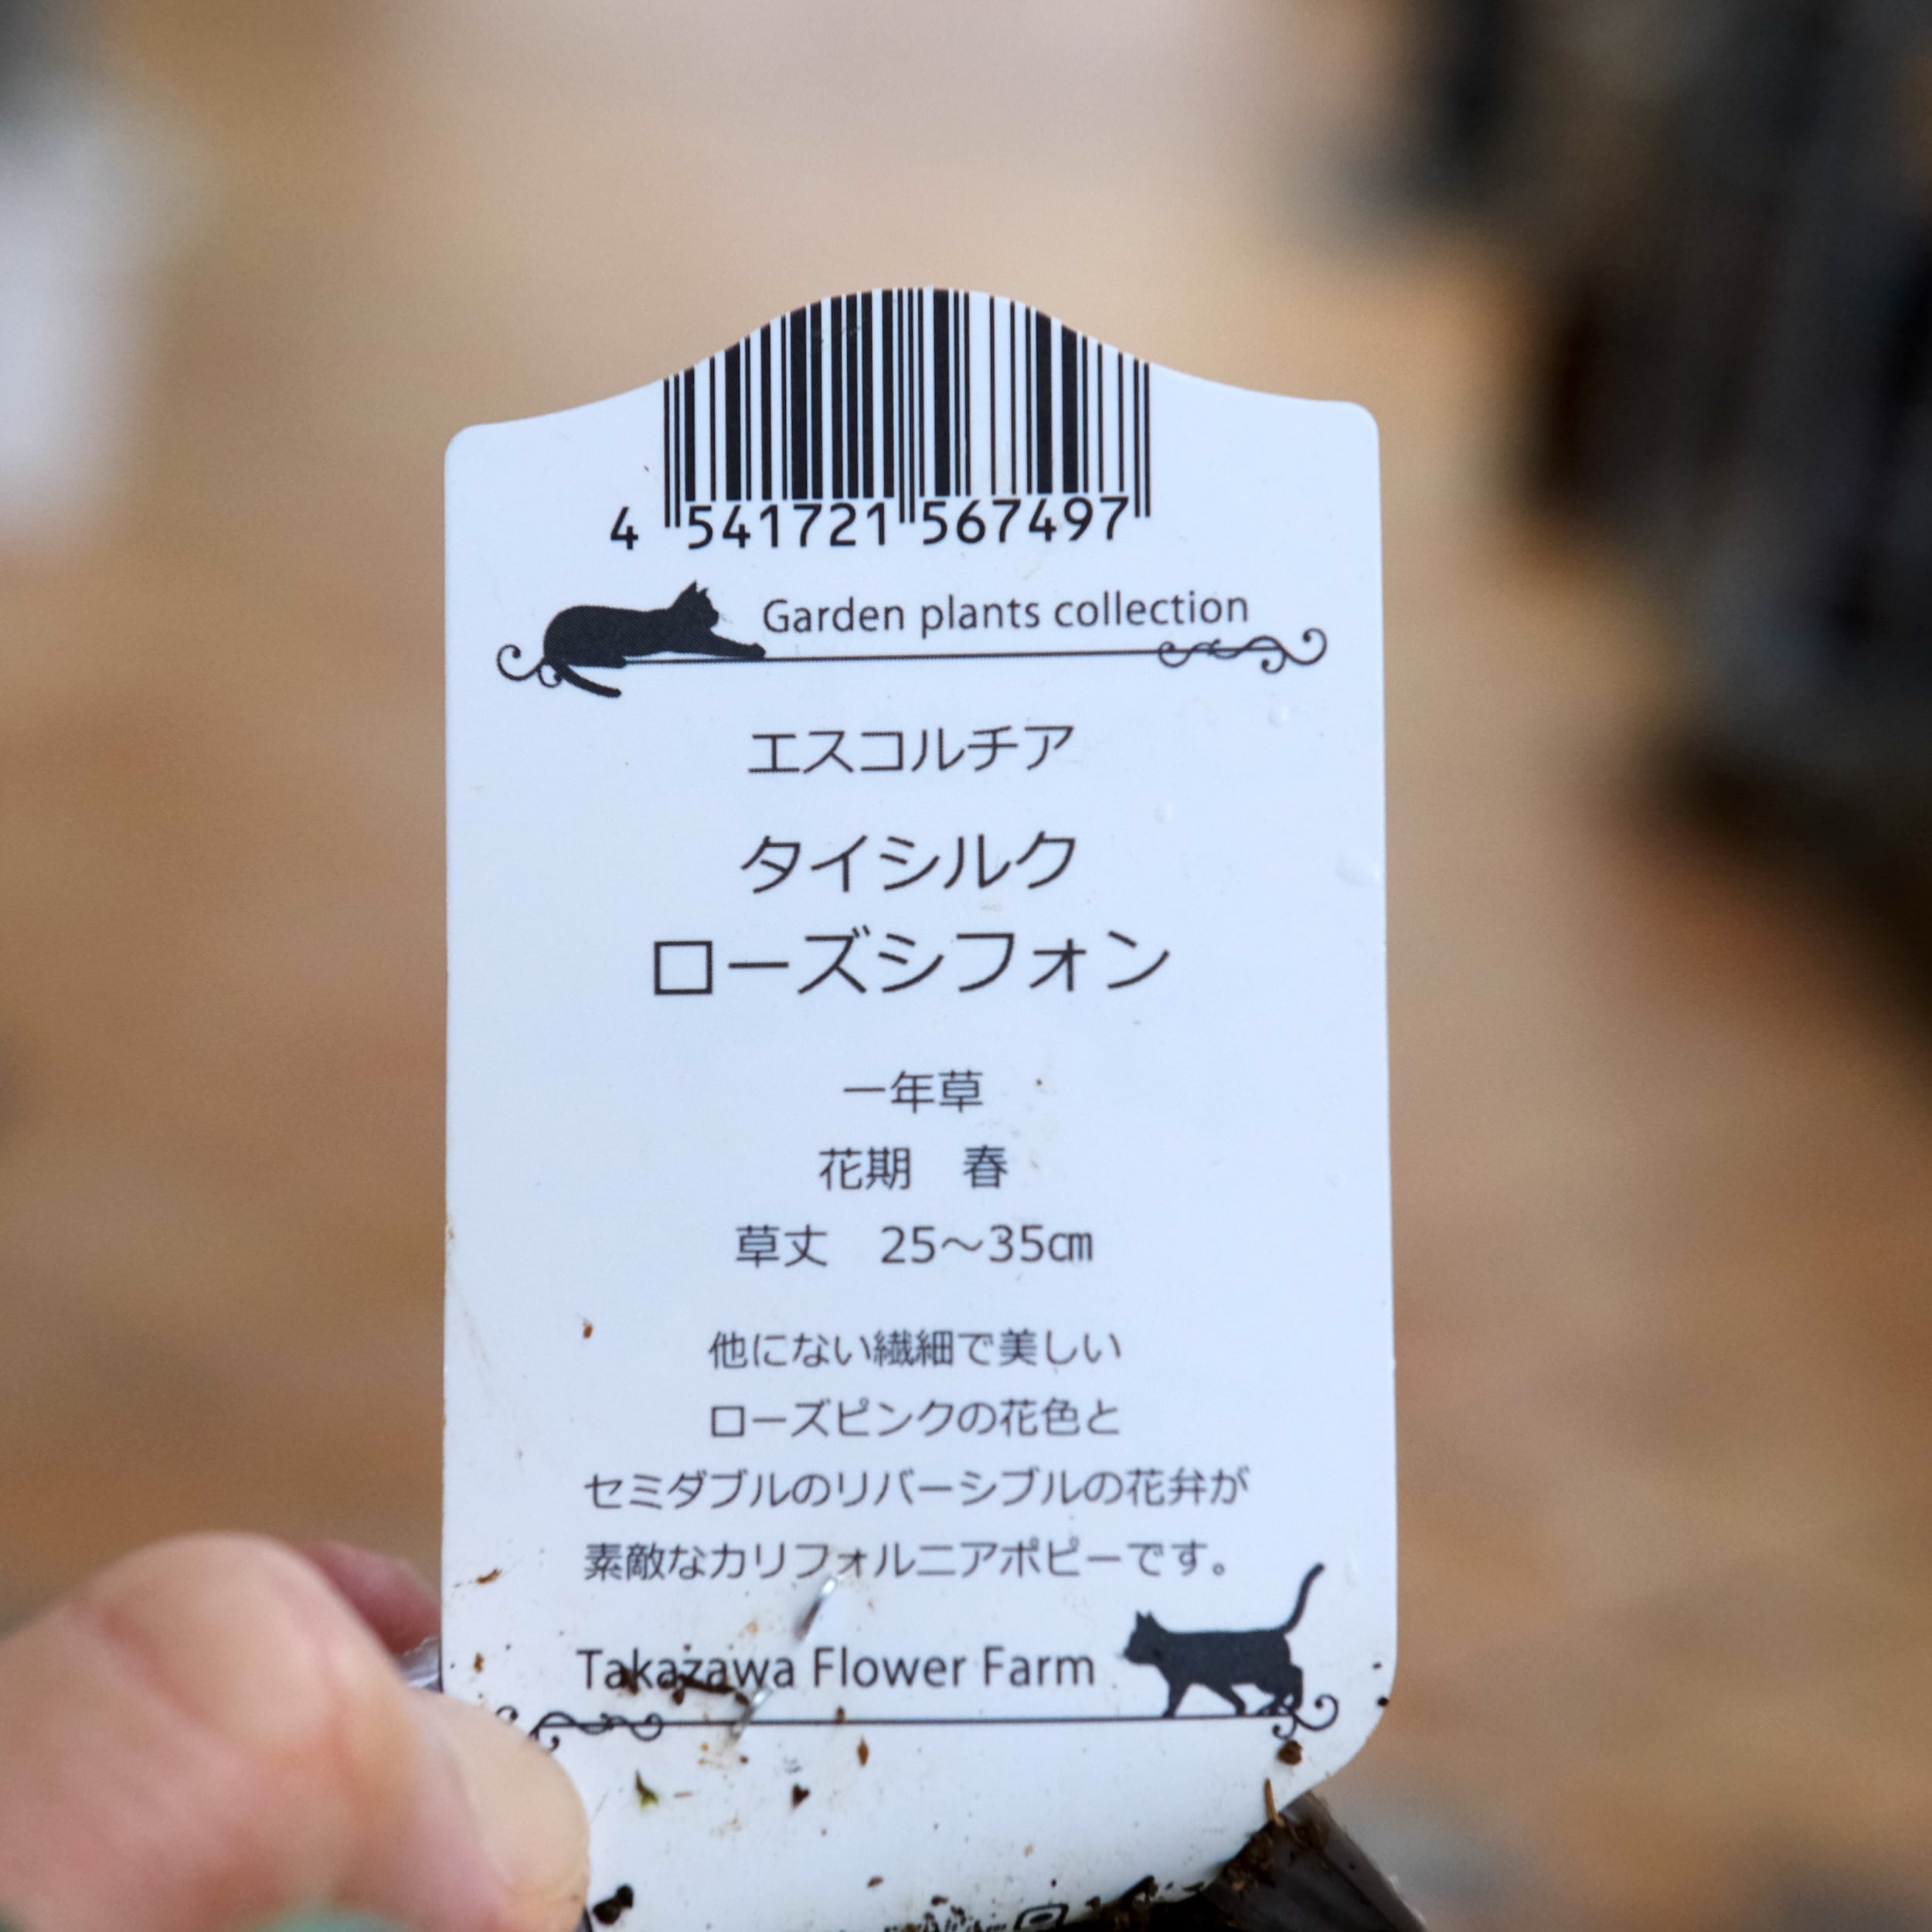 4 541721 567497
Garden plants collection
エスコルチア
タイシルク
ローズシフォン
一年草
花期　春
草丈　25～35㎝
他にない繊細で美しい
ローズピンクの花色と
セミダブルのリバーシブルの花弁が
素敵なカリフォルニアポピーです。
Takazawa Flower Farm